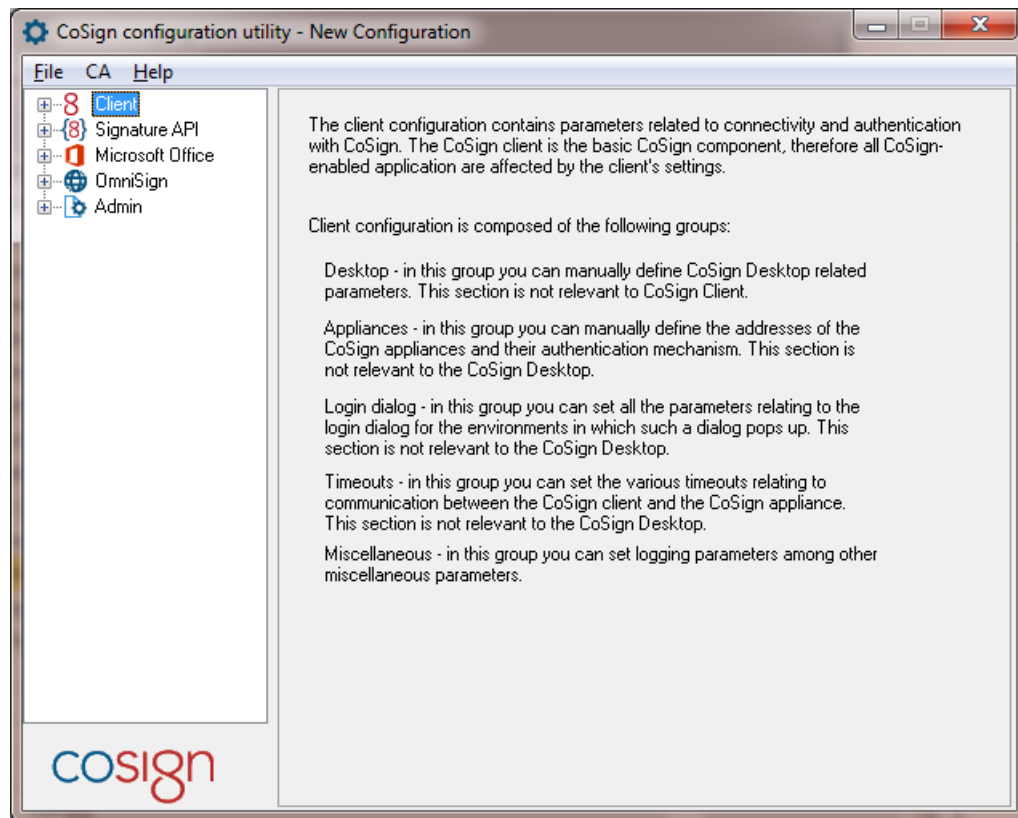 CoSign configuration utility - New Configuration
File CA Help
Client
Signature API
Microsoft Office
OmniSign
Admin
The client configuration contains parameters related to connectivity and authentication
with CoSign. The CoSign client is the basic CoSign component, therefore all CoSign-
enabled application are affected by the client's settings.
Client configuration is composed of the following groups:
Desktop - in this group you can manually define CoSign Desktop related
parameters. This section is not relevant to CoSign Client.
Appliances - in this group you can manually define the addresses of the
CoSign appliances and their authentication mechanism. This section is
not relevant to the CoSign Desktop.
Login dialog - in this group you can set all the parameters relating to the
login dialog for the environments in which such a dialog pops up. This
section is not relevant to the CoSign Desktop.
Timeouts - in this group you can set the various timeouts relating to
communication between the CoSign client and the CoSign appliance.
This section is not relevant to the CoSign Desktop.
Miscellaneous - in this group you can set logging parameters among other
miscellaneous parameters.
cosign